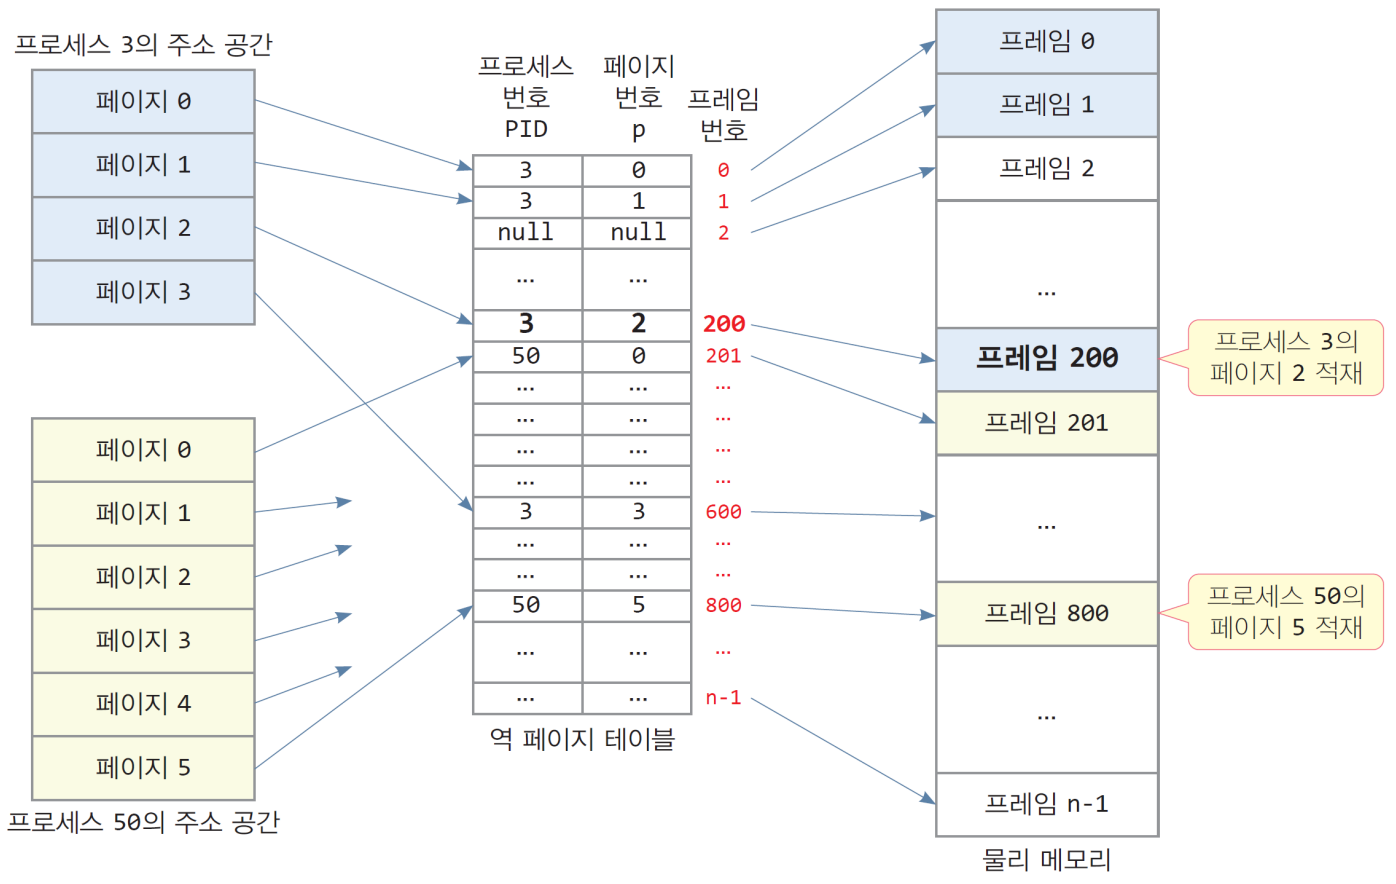 프로세스 3의 주소 공간
페이지 0
페이지 1
페이지 2
페이지 3
페이지 0
페이지 1
페이지 2
페이지 3
페이지 4
페이지 5
프로세스 50의 주소 공간
프로세스 페이지
번호 번호 프레임
PID p 번호
3 0 0
3 1 1
null null 2
... ...
3 2 200
50 0 201
... ... ...
... ... ...
... ... ...
... ... ...
3 3 600
... ... ...
... ... ...
50 5 800
... ... ...
... ... n-1
역 페이지 테이블
프레임 0
프레임 1
프레임 2
...
프레임 200
프레임 201
...
프레임 800
...
프레임 n-1
물리 메모리
프로세스 3의
페이지 2 적재
프로세스 50의
페이지 5 적재